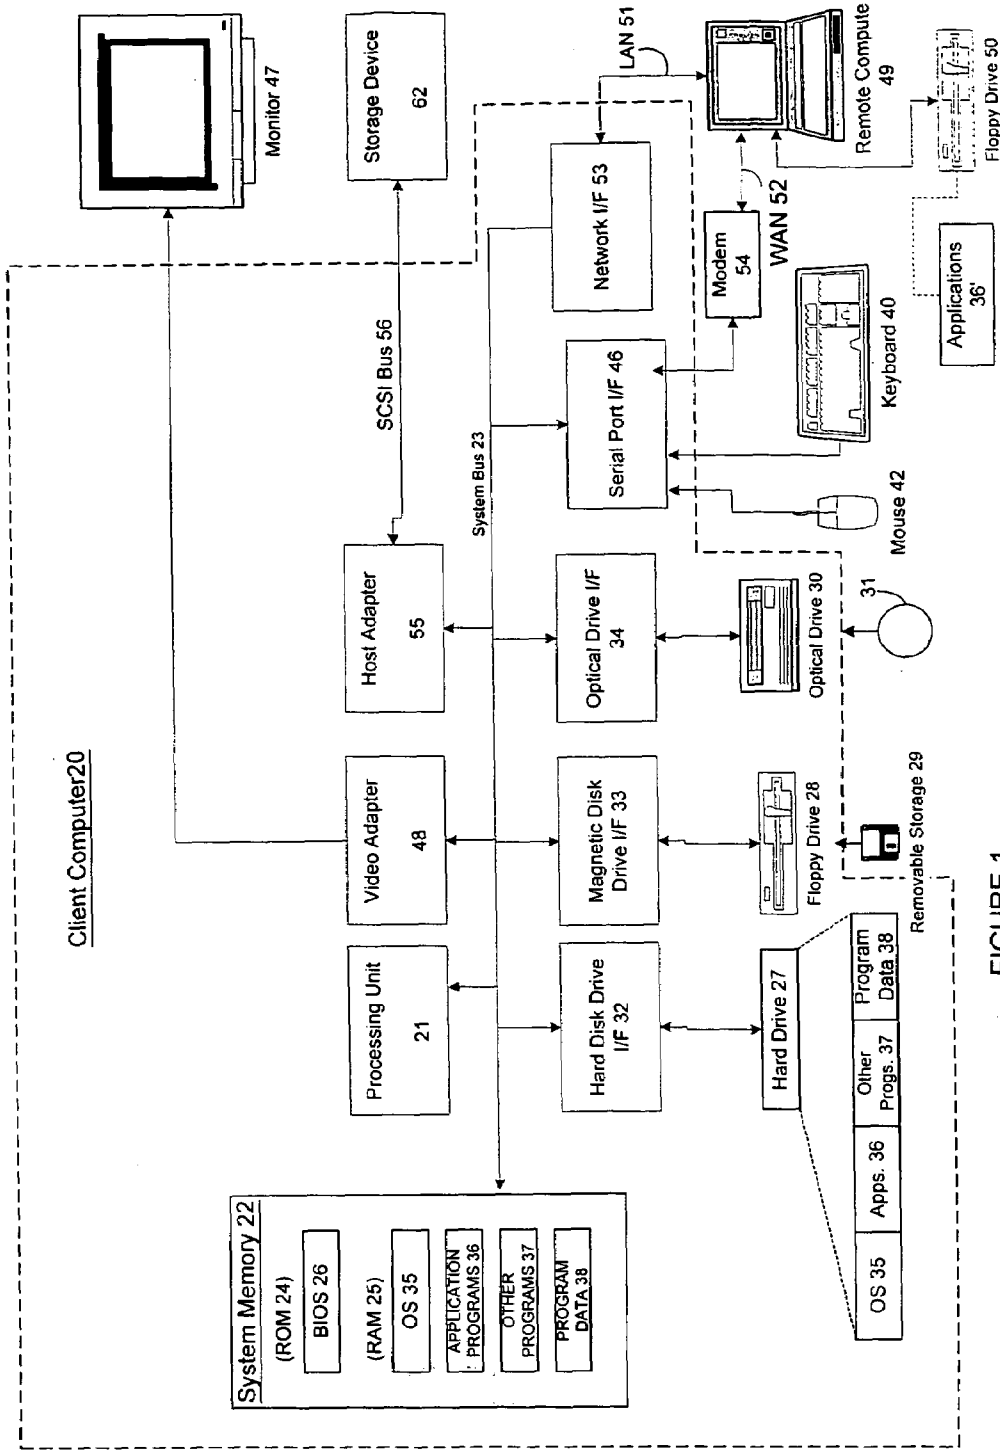 Client Computer20
System Memory 22
(ROM 24)
BIOS 26
(RAM 25)
OS 35
APPLICATION
PROGRAMS 36
OTHER
PROGRAMS 37
PROGRAM
DATA 38
Processing Unit
21
Video Adapter
48
Host Adapter
55
Monitor 47
Storage Device
62
SCSI Bus 56
System Bus 23
Hard Disk Drive
I/F 32
Magnetic Disk
Drive I/F 33
Optical Drive I/F
34
Serial Port I/F 46
Network I/F 53
LAN 51
Hard Drive 27
Floppy Drive 28
Optical Drive 30
Modem
54
WAN 52
Remote Compute
49
OS 35
Apps. 36
Other
Progs. 37
Program
Data 38
Removable Storage 29
31
Mouse 42
Keyboard 40
Applications
36'
Floppy Drive 50
FIGURE 1